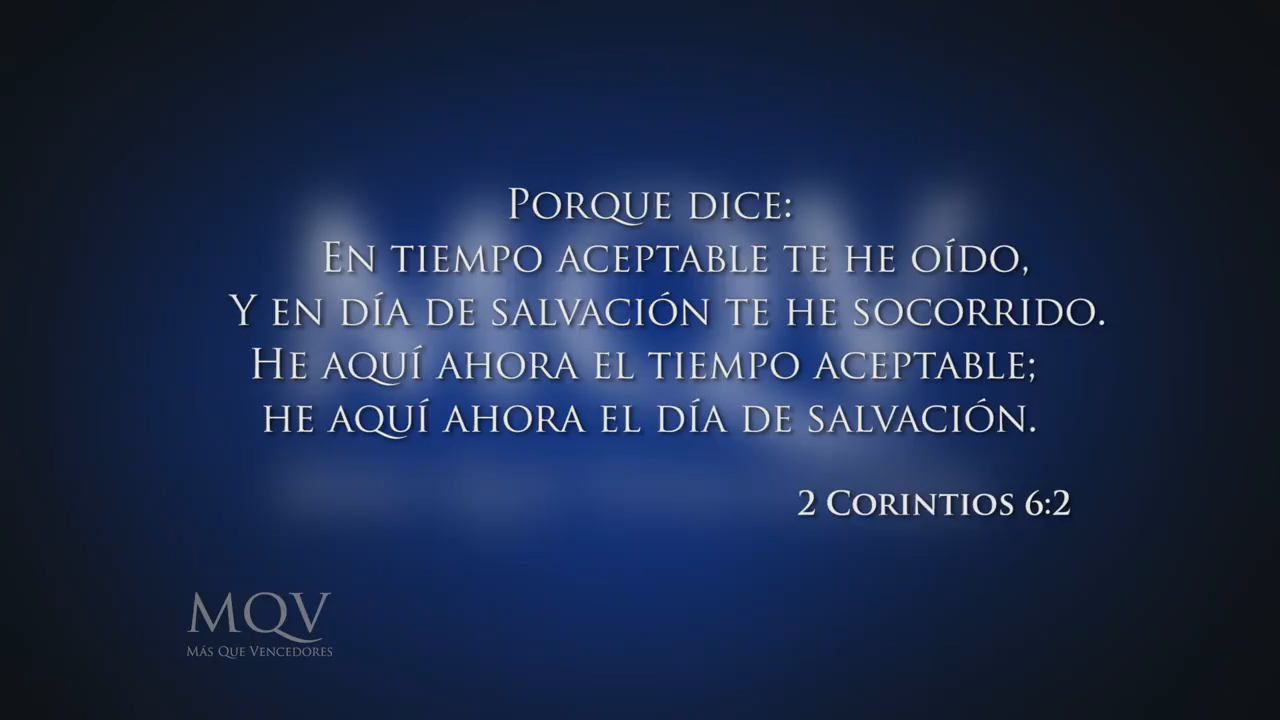 Porque dice:
En tiempo aceptable te he oído,
Y en día de salvación te he socorrido.
He aquí ahora el tiempo aceptable;
he aquí ahora el día de salvación.
2 Corintios 6:2
MQV
Más Que Vencedores